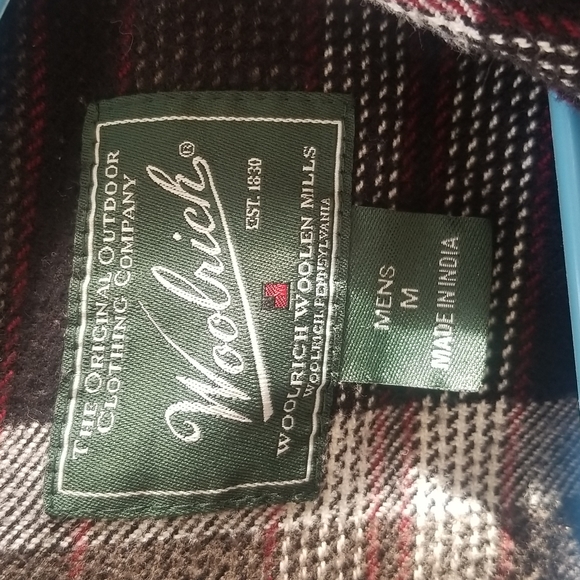 THE ORIGINAL OUTDOOR
CLOTHING COMPANY
Woolrich®
EST. 1830
WOOLRICH WOOLEN MILLS
WOOLRICH, PENNSYLVANIA
MENS
M
MADE IN INDIA